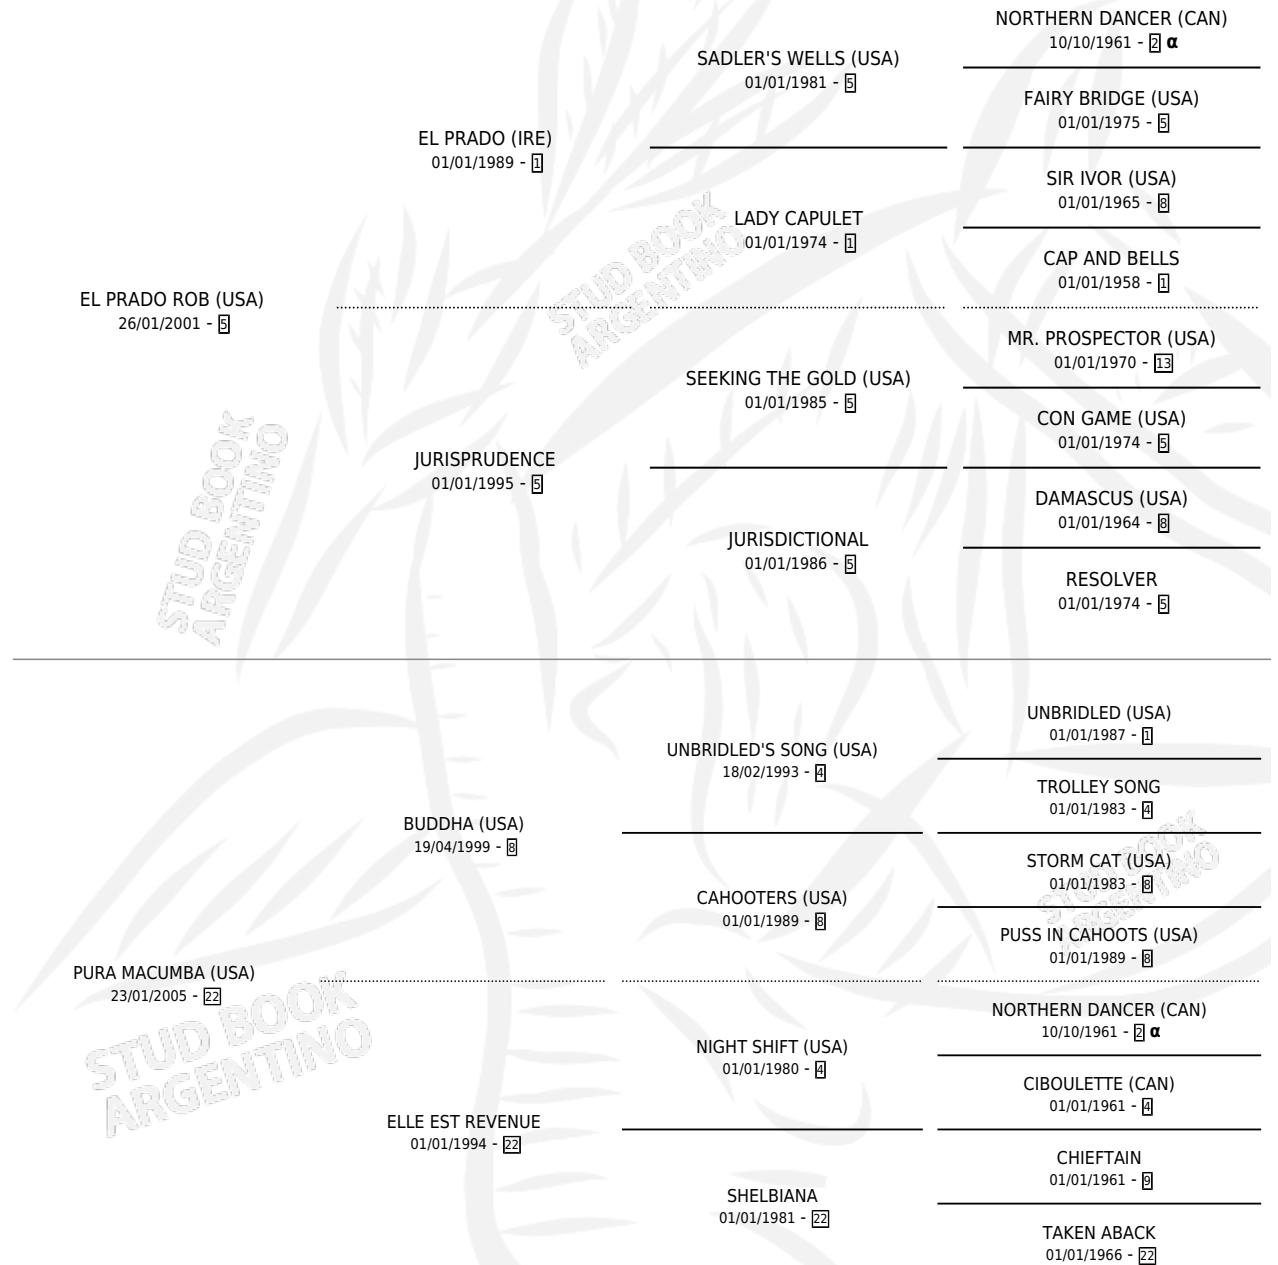 NORTHERN DANCER (CAN)
10/10/1961 - 2 α
SADLER'S WELLS (USA)
01/01/1981 - 5
FAIRY BRIDGE (USA)
01/01/1975 - 5
EL PRADO (IRE)
01/01/1989 - 1
SIR IVOR (USA)
01/01/1965 - 8
LADY CAPULET
01/01/1974 - 1
CAP AND BELLS
01/01/1958 - 1
EL PRADO ROB (USA)
26/01/2001 - 5
MR. PROSPECTOR (USA)
01/01/1970 - 13
SEEKING THE GOLD (USA)
01/01/1985 - 5
CON GAME (USA)
01/01/1974 - 5
JURISPRUDENCE
01/01/1995 - 5
DAMASCUS (USA)
01/01/1964 - 8
JURISDICTIONAL
01/01/1986 - 5
RESOLVER
01/01/1974 - 5
UNBRIDLED (USA)
01/01/1987 - 1
UNBRIDLED'S SONG (USA)
18/02/1993 - 4
TROLLEY SONG
01/01/1983 - 4
BUDDHA (USA)
19/04/1999 - 8
STORM CAT (USA)
01/01/1983 - 8
CAHOOTERS (USA)
01/01/1989 - 8
PUSS IN CAHOOTS (USA)
01/01/1989 - 8
PURA MACUMBA (USA)
23/01/2005 - 22
NORTHERN DANCER (CAN)
10/10/1961 - 2 α
NIGHT SHIFT (USA)
01/01/1980 - 4
CIBOULETTE (CAN)
01/01/1961 - 4
ELLE EST REVENUE
01/01/1994 - 22
CHIEFTAIN
01/01/1961 - 9
SHELBIANA
01/01/1981 - 22
TAKEN ABACK
01/01/1966 - 22
STUD BOOK
ARGENTINO
STUD BOOK
ARGENTINO
STUD BOOK
ARGENTINO
STUD BOOK
ARGENTINO